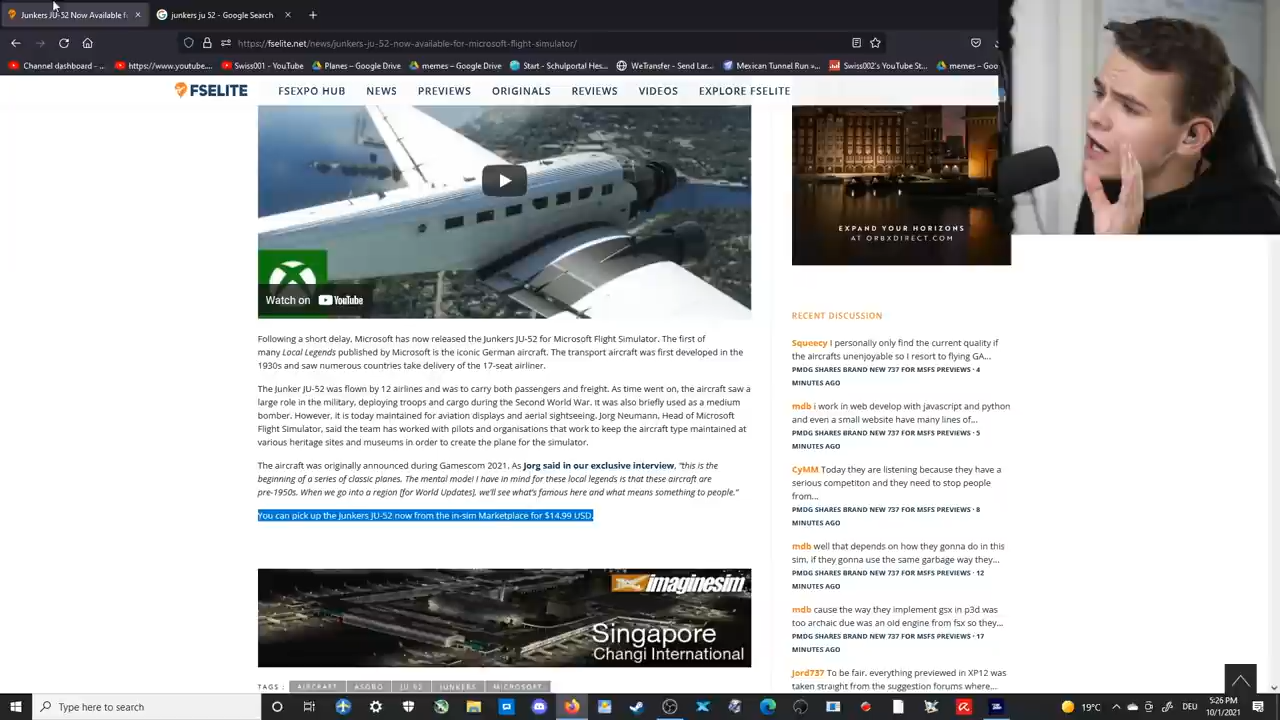 Junkers JU-52 Now Available f
junkers ju 52 - Google Search
https://fselite.net/news/junkers-ju-52-now-available-for-microsoft-flight-simulator/
Channel dashboard - ...
https://www.youtube...
Swiss001 - YouTube
Planes – Google Drive
memes – Google Drive
Start - Schulportal Hes...
WeTransfer - Send Lar...
Mexican Tunnel Run »...
Swiss002's YouTube St...
memes – Goo
FSELITE
FSEXPO HUB
NEWS
PREVIEWS
ORIGINALS
REVIEWS
VIDEOS
EXPLORE FSELITE
Watch on YouTube
Following a short delay, Microsoft has now released the Junkers JU-52 for Microsoft Flight Simulator. The first of
many Local Legends published by Microsoft is the iconic German aircraft. The transport aircraft was first developed in the
1930s and saw numerous countries take delivery of the 17-seat airliner.
The Junker JU-52 was flown by 12 airlines and was to carry both passengers and freight. As time went on, the aircraft saw a
large role in the military, deploying troops and cargo during the Second World War. It was also briefly used as a medium
bomber. However, it is today maintained for aviation displays and aerial sightseeing. Jorg Neumann, Head of Microsoft
Flight Simulator, said the team has worked with pilots and organisations that work to keep the aircraft type maintained at
various heritage sites and museums in order to create the plane for the simulator.
The aircraft was originally announced during Gamescom 2021. As Jorg said in our exclusive interview, "this is the
beginning of a series of classic planes. The mental model I have in mind for these local legends is that these aircraft are
pre-1950s. When we go into a region [for World Updates], we'll see what's famous here and what means something to people."
You can pick up the Junkers JU-52 now from the in-sim Marketplace for $14.99 USD.
imaginesim
Singapore
Changi International
TAGS :
AIRCRAFT
ASOBO
JU 52
JUNKERS
MICROSOFT
EXPAND YOUR HORIZONS
AT ORBXDIRECT.COM
RECENT DISCUSSION
Squeecy I personally only find the current quality if
the aircrafts unenjoyable so I resort to flying GA...
PMDG SHARES BRAND NEW 737 FOR MSFS PREVIEWS · 4
MINUTES AGO
mdb i work in web develop with javascript and python
and even a small website have many lines of...
PMDG SHARES BRAND NEW 737 FOR MSFS PREVIEWS · 5
MINUTES AGO
CyMM Today they are listening because they have a
serious competiton and they need to stop people
from...
PMDG SHARES BRAND NEW 737 FOR MSFS PREVIEWS · 8
MINUTES AGO
mdb well that depends on how they gonna do in this
sim, if they gonna use the same garbage way they...
PMDG SHARES BRAND NEW 737 FOR MSFS PREVIEWS · 12
MINUTES AGO
mdb cause the way they implement gsx in p3d was
too archaic due was an old engine from fsx so they...
PMDG SHARES BRAND NEW 737 FOR MSFS PREVIEWS · 17
MINUTES AGO
Jord737 To be fair, everything previewed in XP12 was
taken straight from the suggestion forums where...
Type here to search
19°C
DEU
5:26 PM
10/1/2021